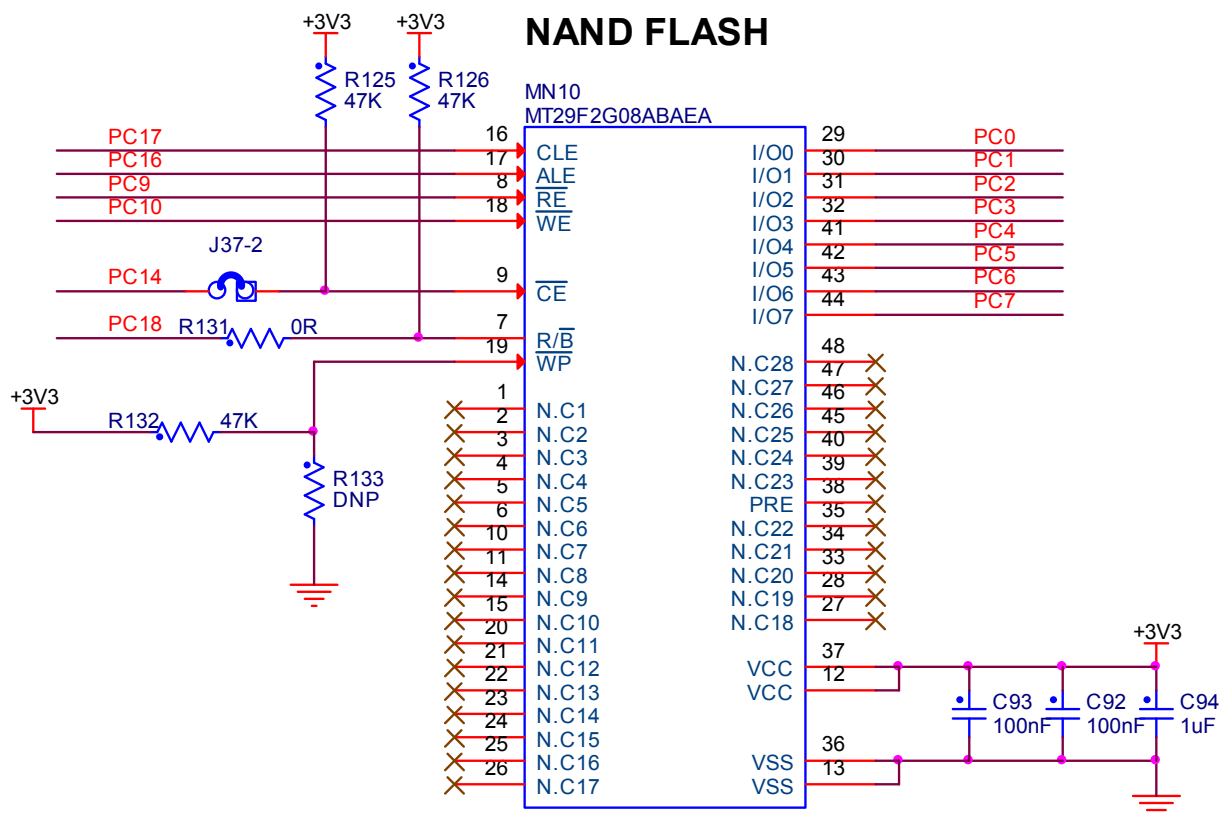 NAND FLASH
+3V3
+3V3
R125
47K
R126
47K
MN10
MT29F2G08ABAEA
PC17
16
CLE
PC16
17
ALE
PC9
8
RE
PC10
18
WE
J37-2
PC14
9
CE
PC18
R131
0R
7
R/B
19
WP
+3V3
R132
47K
R133
DNP
1
N.C1
2
N.C2
3
N.C3
4
N.C4
5
N.C5
6
N.C6
10
N.C7
11
N.C8
14
N.C9
15
N.C10
20
N.C11
21
N.C12
22
N.C13
23
N.C14
24
N.C15
25
N.C16
26
N.C17
I/O0
29
PC0
I/O1
30
PC1
I/O2
31
PC2
I/O3
32
PC3
I/O4
41
PC4
I/O5
42
PC5
I/O6
43
PC6
I/O7
44
PC7
N.C28
48
N.C27
47
N.C26
46
N.C25
45
N.C24
40
N.C23
39
PRE
38
N.C22
35
N.C21
34
N.C20
33
N.C19
28
N.C18
27
VCC
37
VCC
12
VSS
36
VSS
13
+3V3
C93
100nF
C92
100nF
C94
1uF